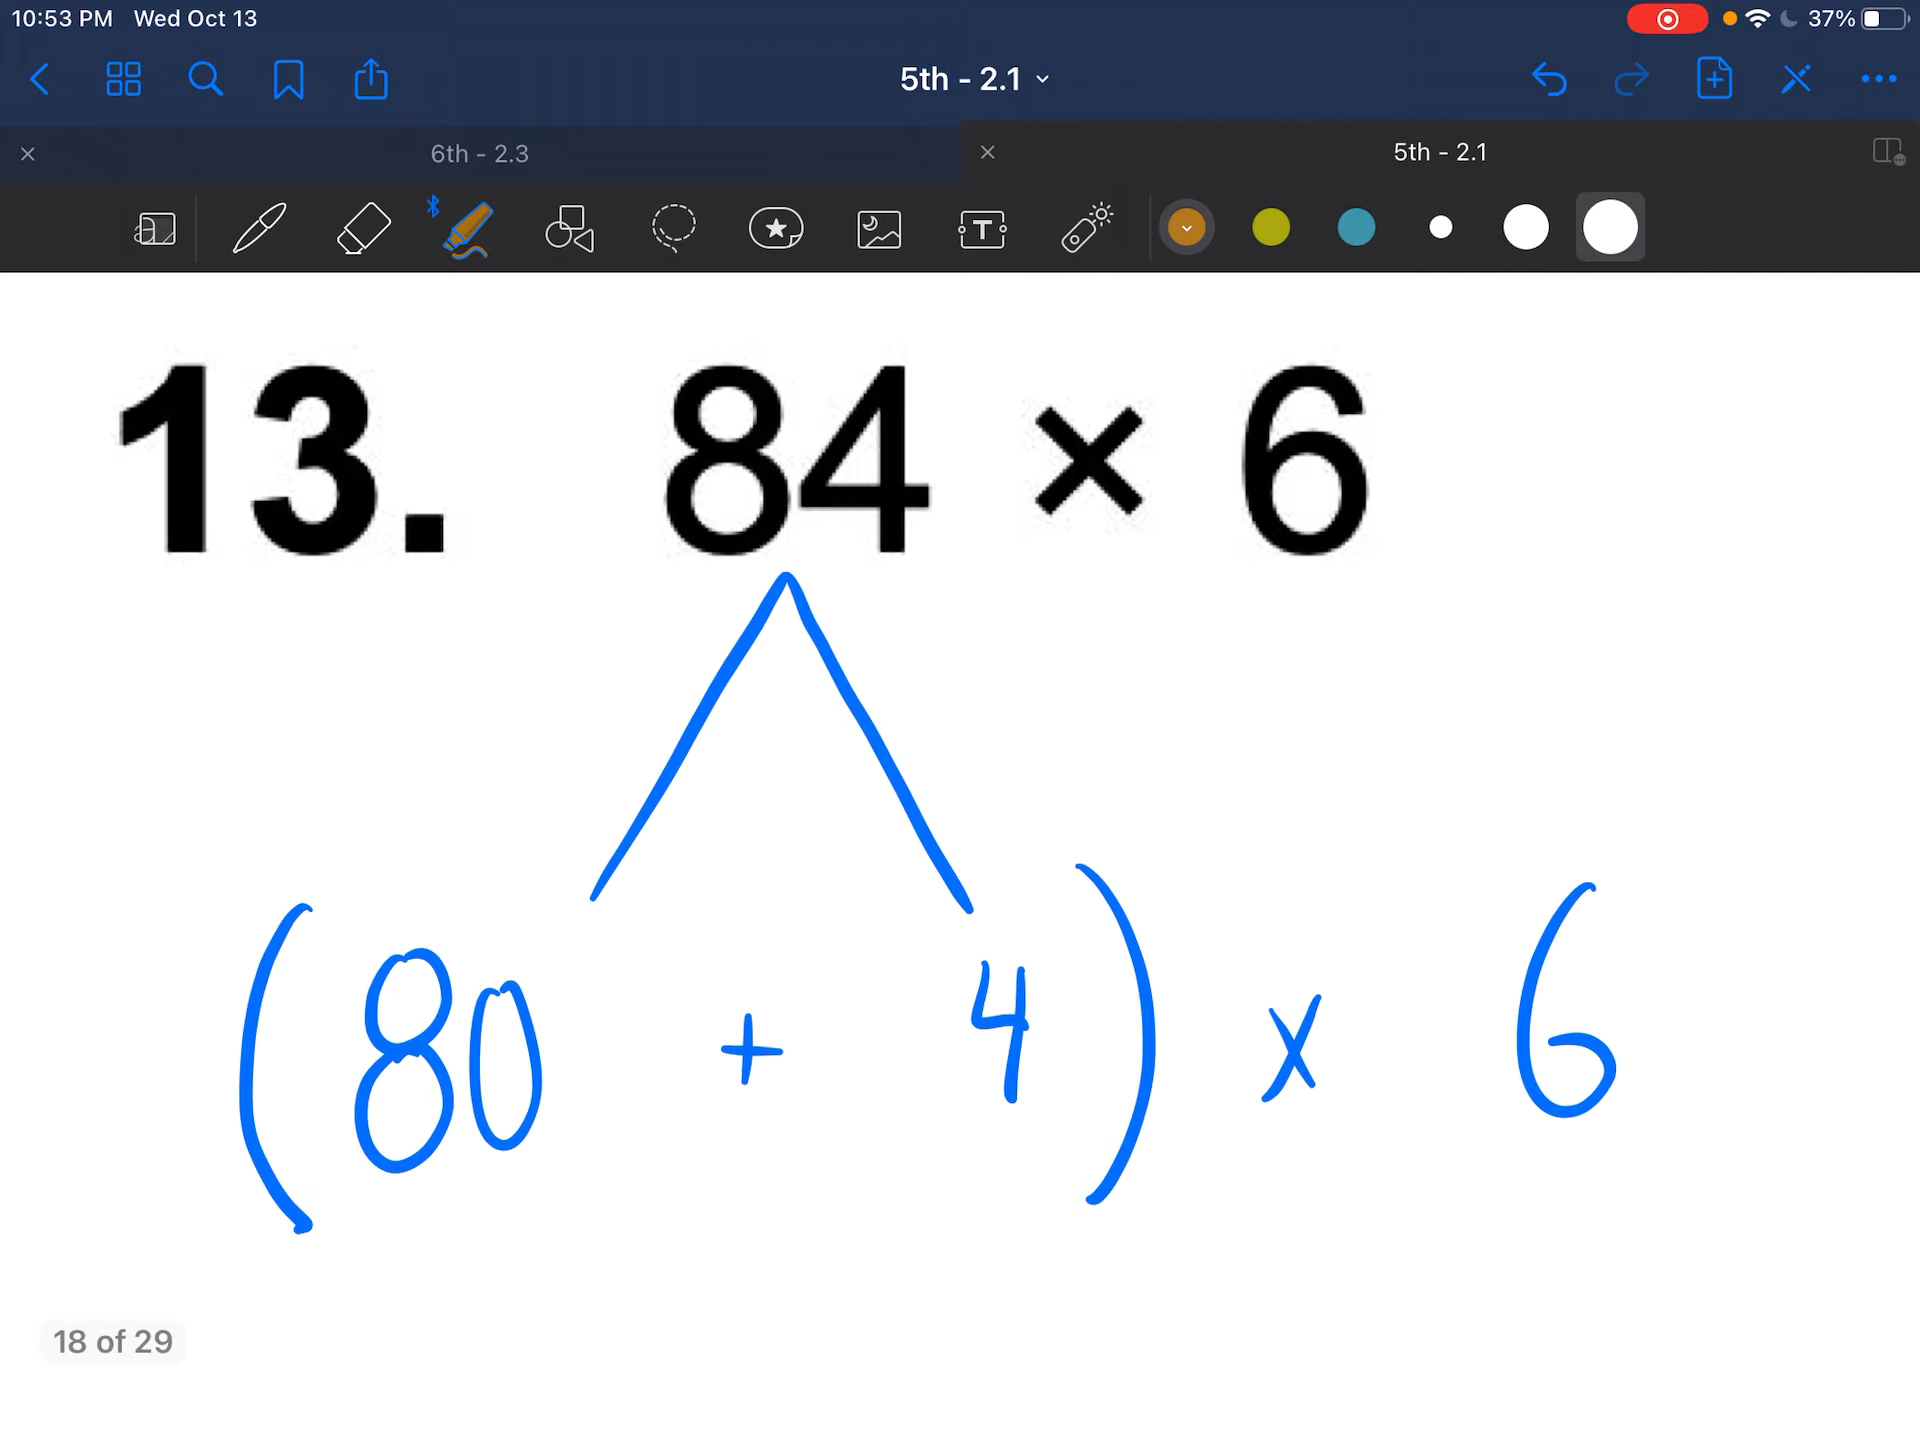 10:53 PM Wed Oct 13
37%
5th - 2.1
6th - 2.3
5th - 2.1
13. 84 × 6
(80 + 4) x 6
18 of 29